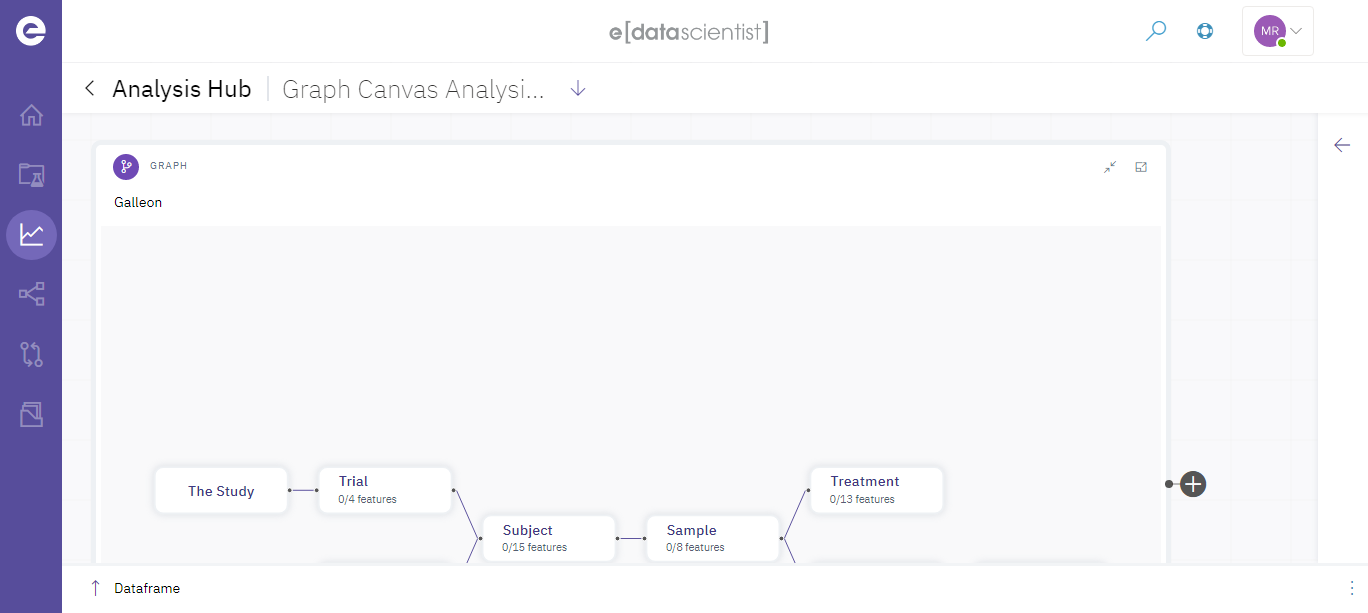 e[datascientist]
MR
Analysis Hub
Graph Canvas Analysi...
GRAPH
Galleon
The Study
Trial
0/4 features
Treatment
0/13 features
Subject
0/15 features
Sample
0/8 features
Dataframe